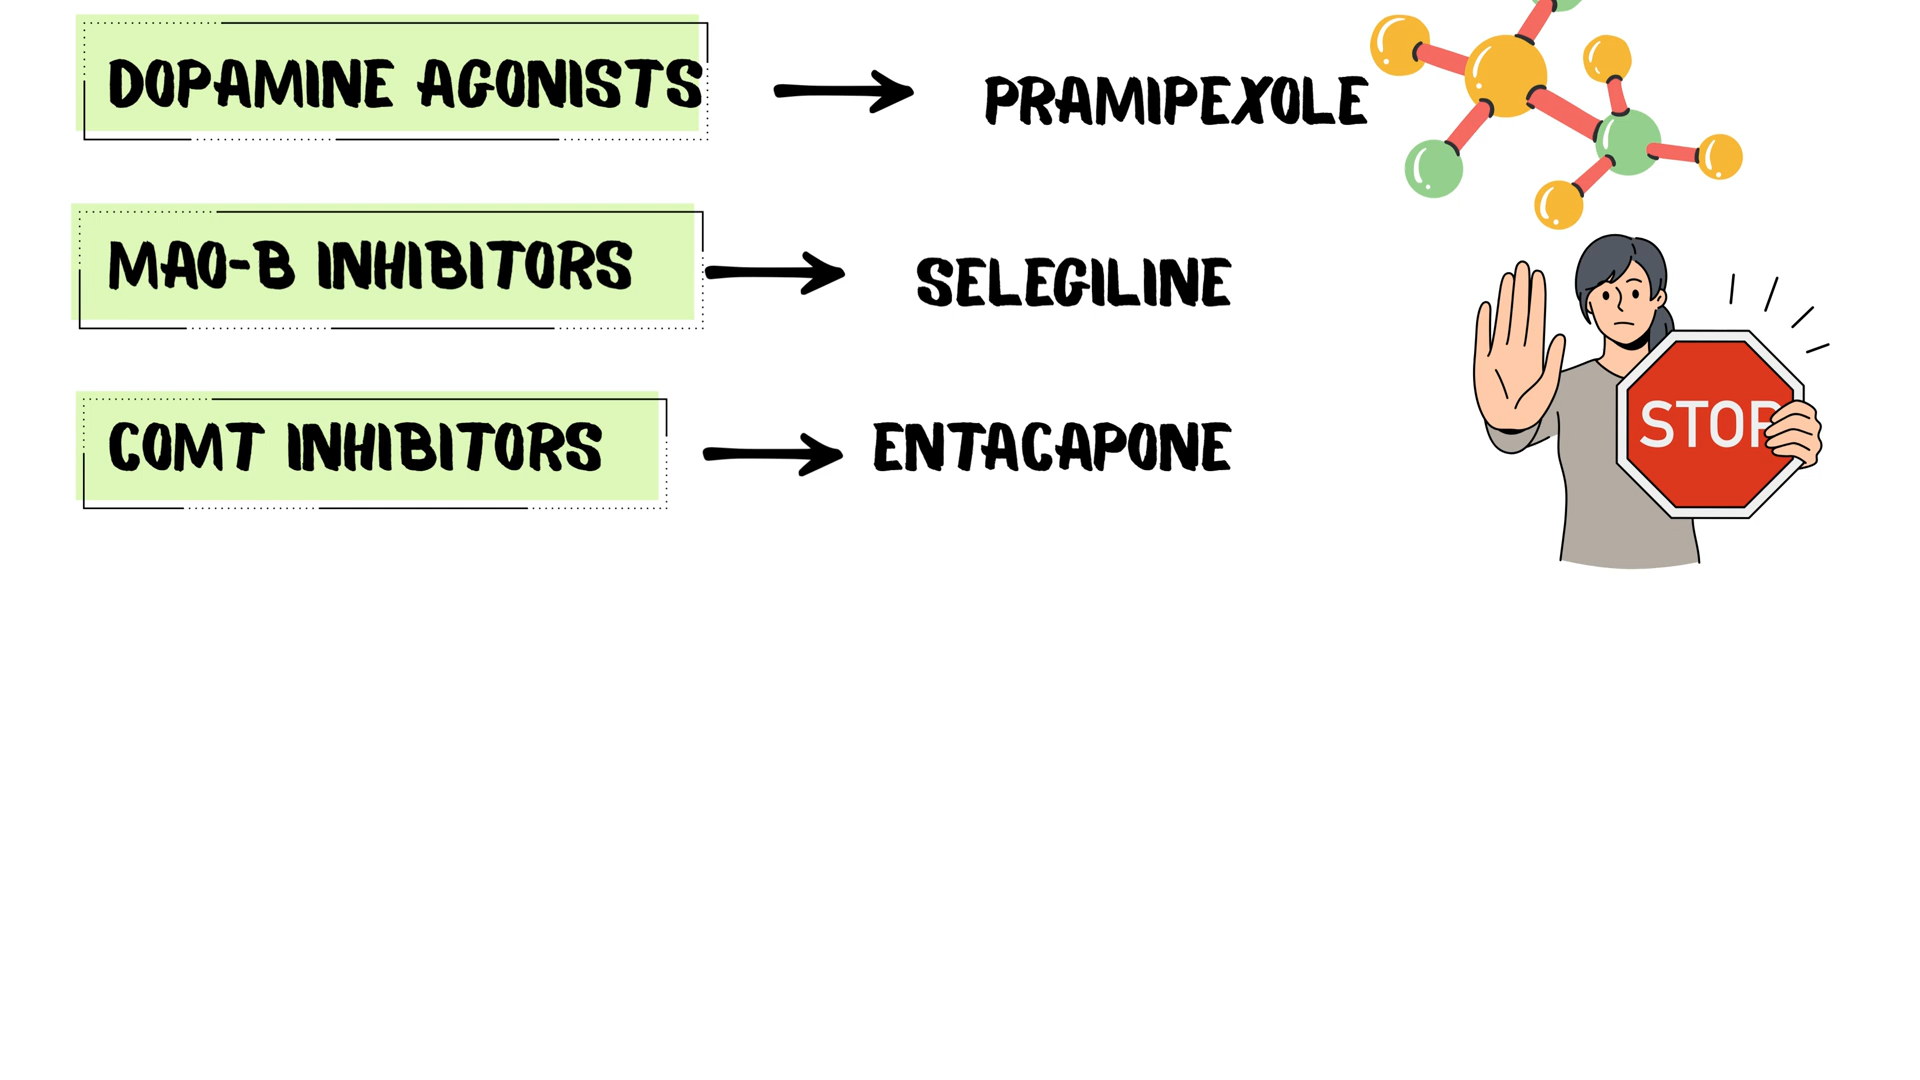 DOPAMINE AGONISTS
PRAMIPEXOLE
MAO-B INHIBITORS
SELEGILINE
COMT INHIBITORS
ENTACAPONE
STOP